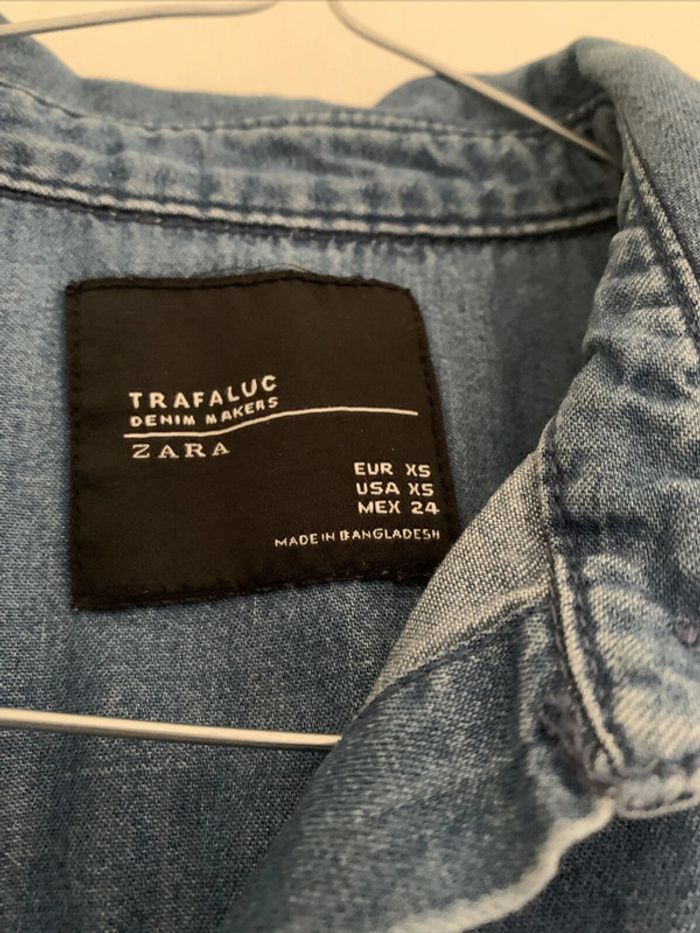 TRAFALUC
DENIM MAKERS
ZARA
EUR XS
USA XS
MEX 24
MADE IN BANGLADESH